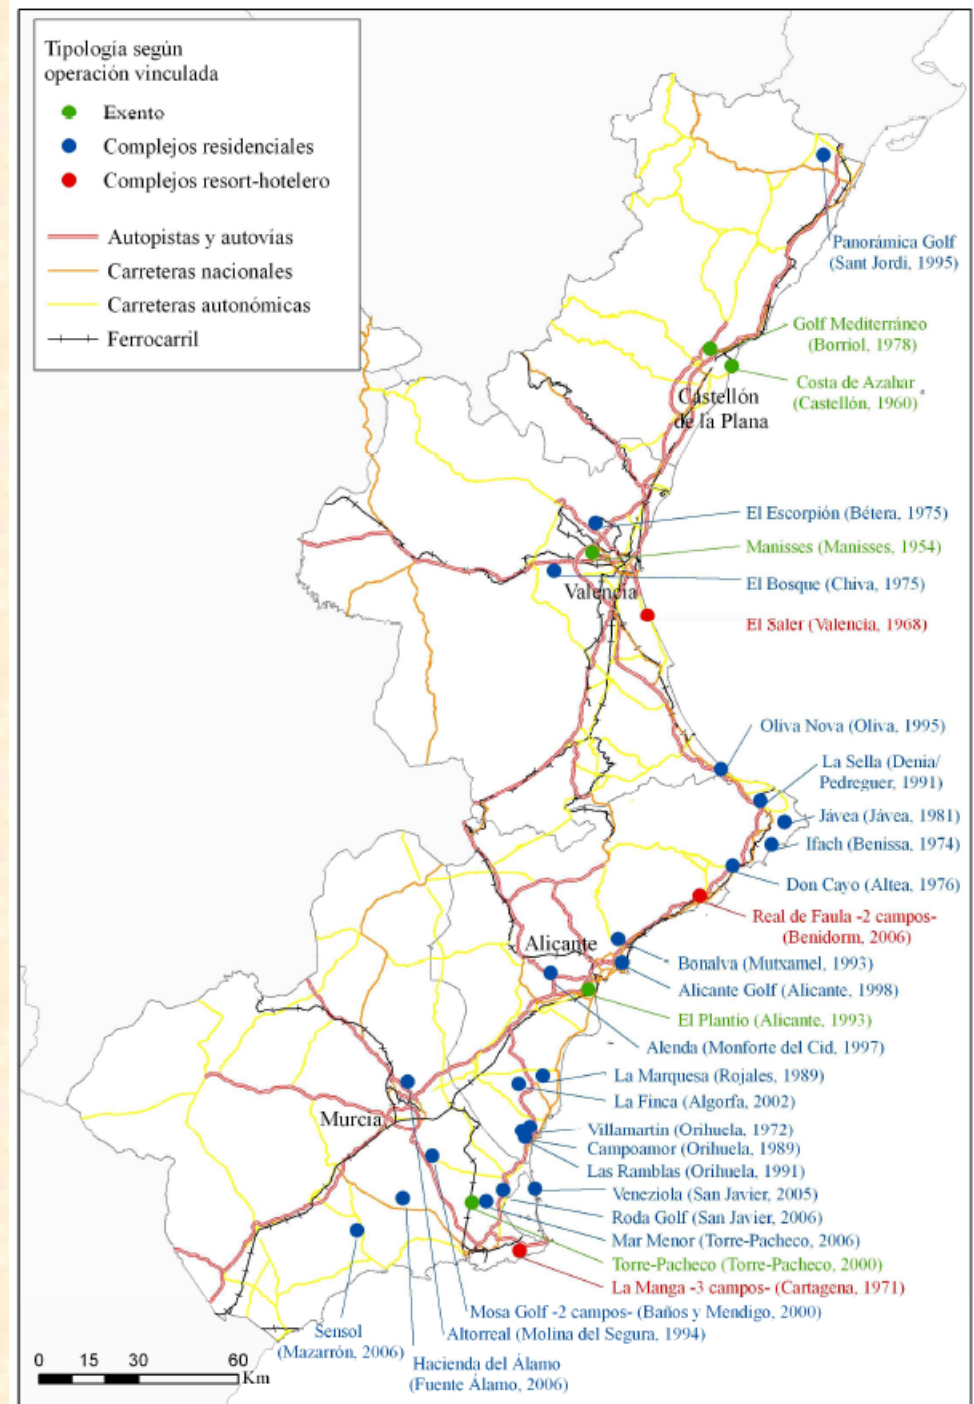 Tipología según
operación vinculada
Exento
Complejos residenciales
Complejos resort-hotelero
Autopistas y autovías
Carreteras nacionales
Carreteras autonómicas
Ferrocarril
Panorámica Golf
(Sant Jordi, 1995)
Golf Mediterráneo
(Borriol, 1978)
Costa de Azahar
(Castellón, 1960)
Castellón
de la Plana
El Escorpión (Bétera, 1975)
Manisses (Manisses, 1954)
El Bosque (Chiva, 1975)
Valencia
El Saler (Valencia, 1968)
Oliva Nova (Oliva, 1995)
La Sella (Denia/
Pedreguer, 1991)
Jávea (Jávea, 1981)
Ifach (Benissa, 1974)
Don Cayo (Altea, 1976)
Real de Faula -2 campos-
(Benidorm, 2006)
Alicante
Bonalva (Mutxamel, 1993)
Alicante Golf (Alicante, 1998)
El Plantio (Alicante, 1993)
Alenda (Monforte del Cid, 1997)
La Marquesa (Rojales, 1989)
La Finca (Algorfa, 2002)
Murcia
Villamartin (Orihuela, 1972)
Campoamor (Orihuela, 1989)
Las Ramblas (Orihuela, 1991)
Veneziola (San Javier, 2005)
Roda Golf (San Javier, 2006)
Mar Menor (Torre-Pacheco, 2006)
Torre-Pacheco (Torre-Pacheco, 2000)
La Manga -3 campos- (Cartagena, 1971)
Mosa Golf -2 campos- (Baños y Mendigo, 2000)
Altorreal (Molina del Segura, 1994)
Sensol
(Mazarrón, 2006)
Hacienda del Álamo
(Fuente Álamo, 2006)
0 15 30 60
Km